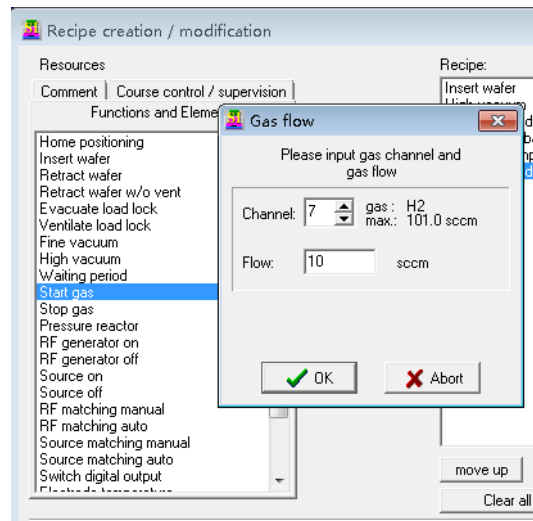 Recipe creation / modification
Resources
Recipe:
Comment
Course control / supervision
Functions and Eleme
Home positioning
Insert wafer
Retract wafer
Retract wafer w/o vent
Evacuate load lock
Ventilate load lock
Fine vacuum
High vacuum
Waiting period
Start gas
Stop gas
Pressure reactor
RF generator on
RF generator off
Source on
Source off
RF matching manual
RF matching auto
Source matching manual
Source matching auto
Switch digital output
Electrode temperature
Insert wafer
High vacuum
Gas flow
Please input gas channel and
gas flow
Channel: 7 gas : H2
max.: 101.0 sccm
Flow: 10 sccm
OK
Abort
move up
Clear all